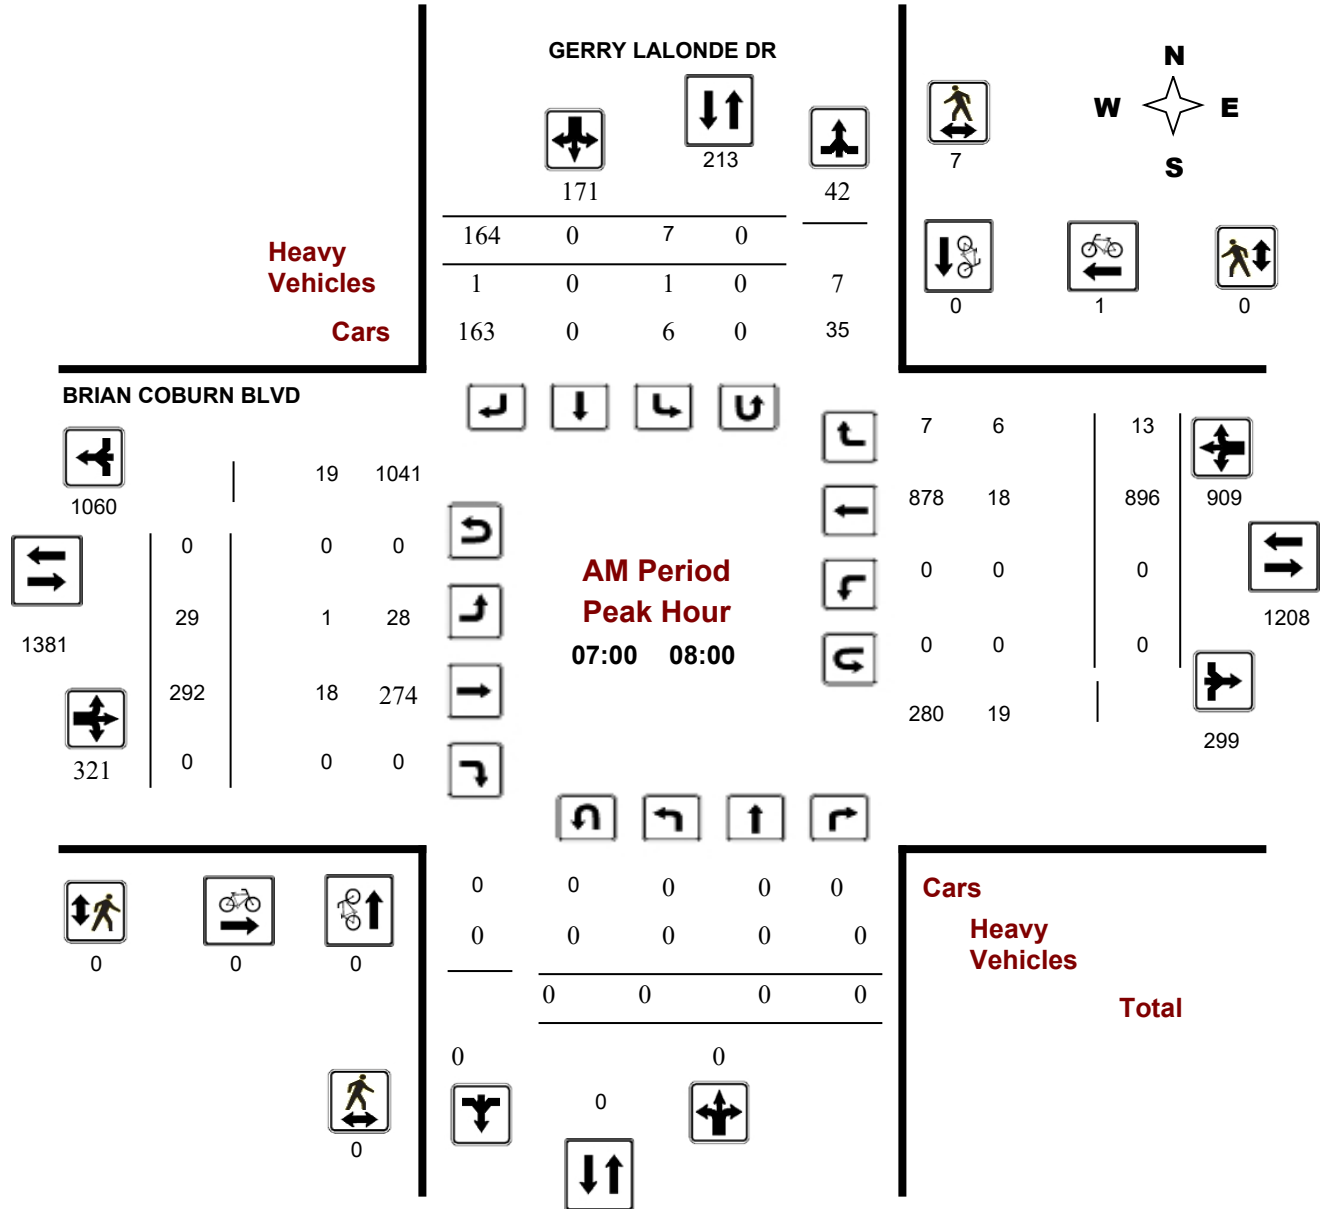 GERRY LALONDE DR
N
W E
S
213
7
171
42
164 0 7 0
Heavy
Vehicles
1 0 1 0 7
0 1 0
Cars
163 0 6 0 35
BRIAN COBURN BLVD
7 6 13
19 1041
1060
878 18 896 909
0 0 0
AM Period
0 0 0
Peak Hour
29 1 28
1208
1381
07:00 08:00
0 0 0
292 18 274
280 19
299
321
0 0 0
0 0 0 0 0
Cars
0 0 0 0 0
Heavy
Vehicles
0 0 0
0 0 0 0
Total
0 0
0
0